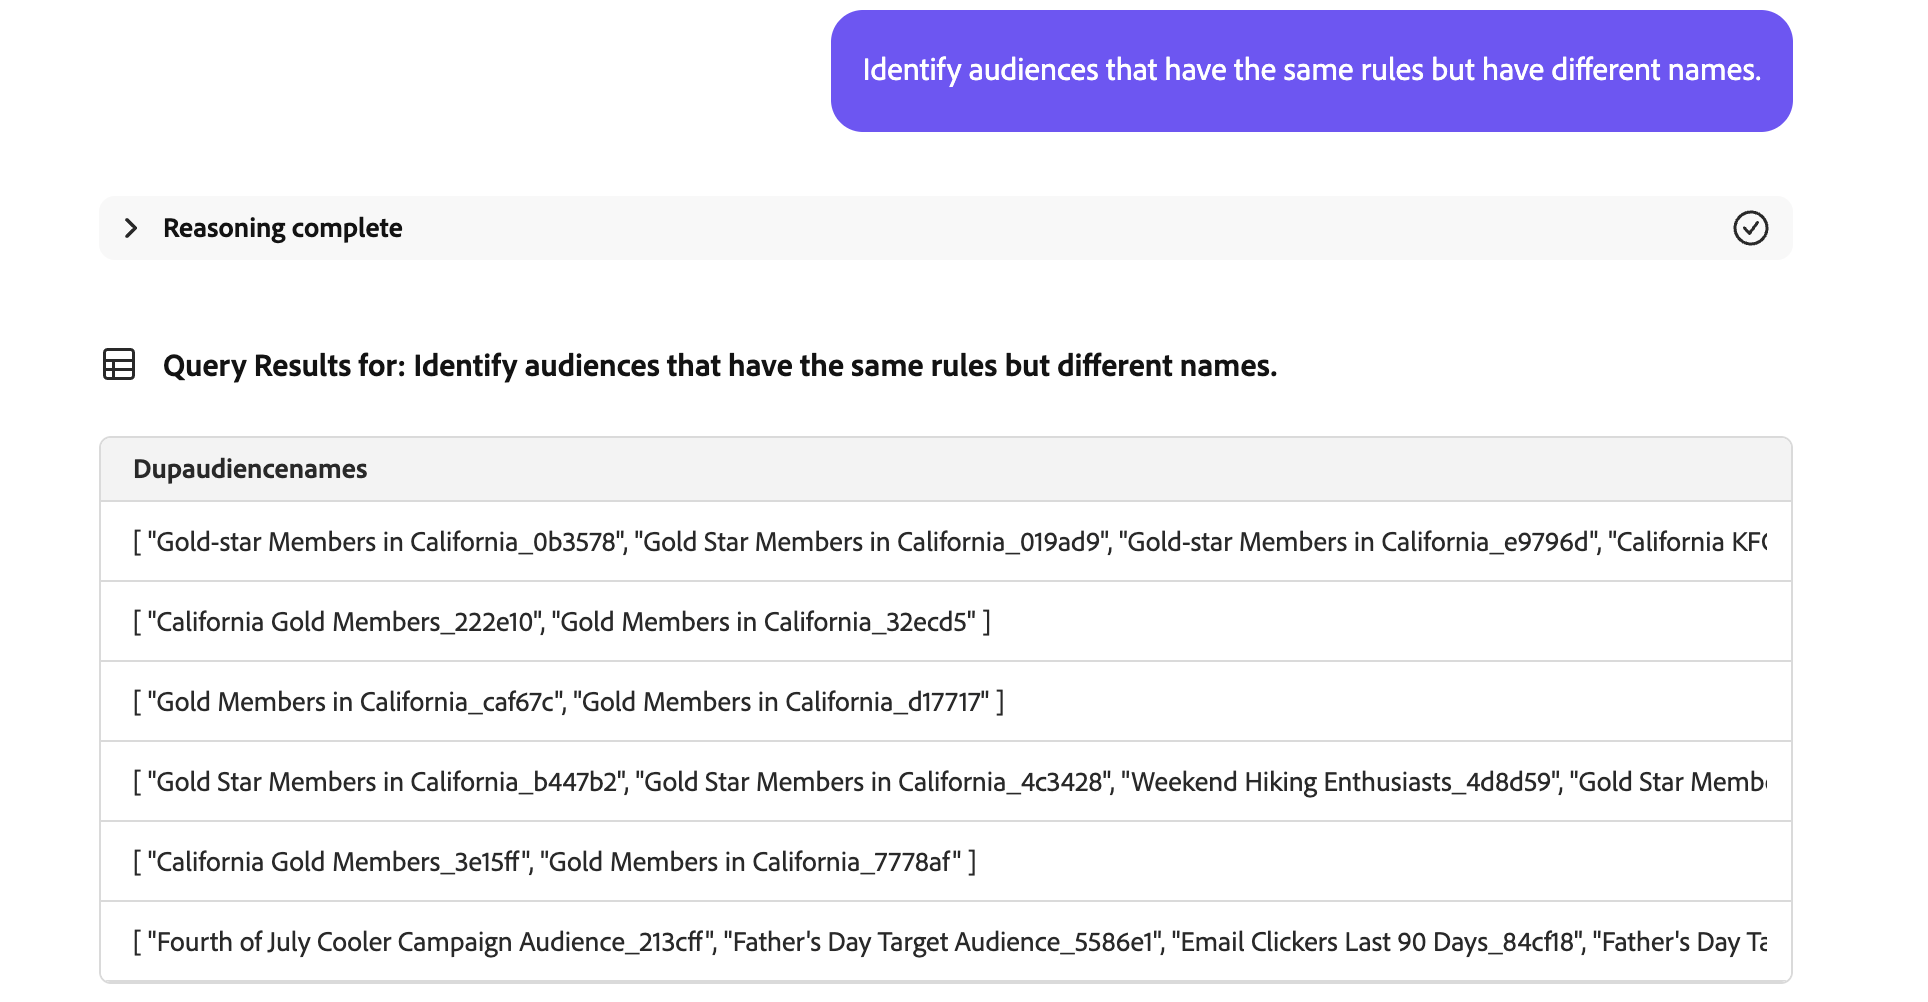 Identify audiences that have the same rules but have different names.
Reasoning complete
Query Results for: Identify audiences that have the same rules but different names.
Dupaudiencenames
[ "Gold-star Members in California_0b3578", "Gold Star Members in California_019ad9", "Gold-star Members in California_e9796d", "California
[ "California Gold Members_222e10", "Gold Members in California_32ecd5" ]
[ "Gold Members in California_caf67c", "Gold Members in California_d17717" ]
[ "Gold Star Members in California_b447b2", "Gold Star Members in California_4c3428", "Weekend Hiking Enthusiasts_4d8d59", "Gold Star
[ "California Gold Members_3e15ff", "Gold Members in California_7778af" ]
[ "Fourth of July Cooler Campaign Audience_213cff", "Father's Day Target Audience_5586e1", "Email Clickers Last 90 Days_84cf18", "Father's Day